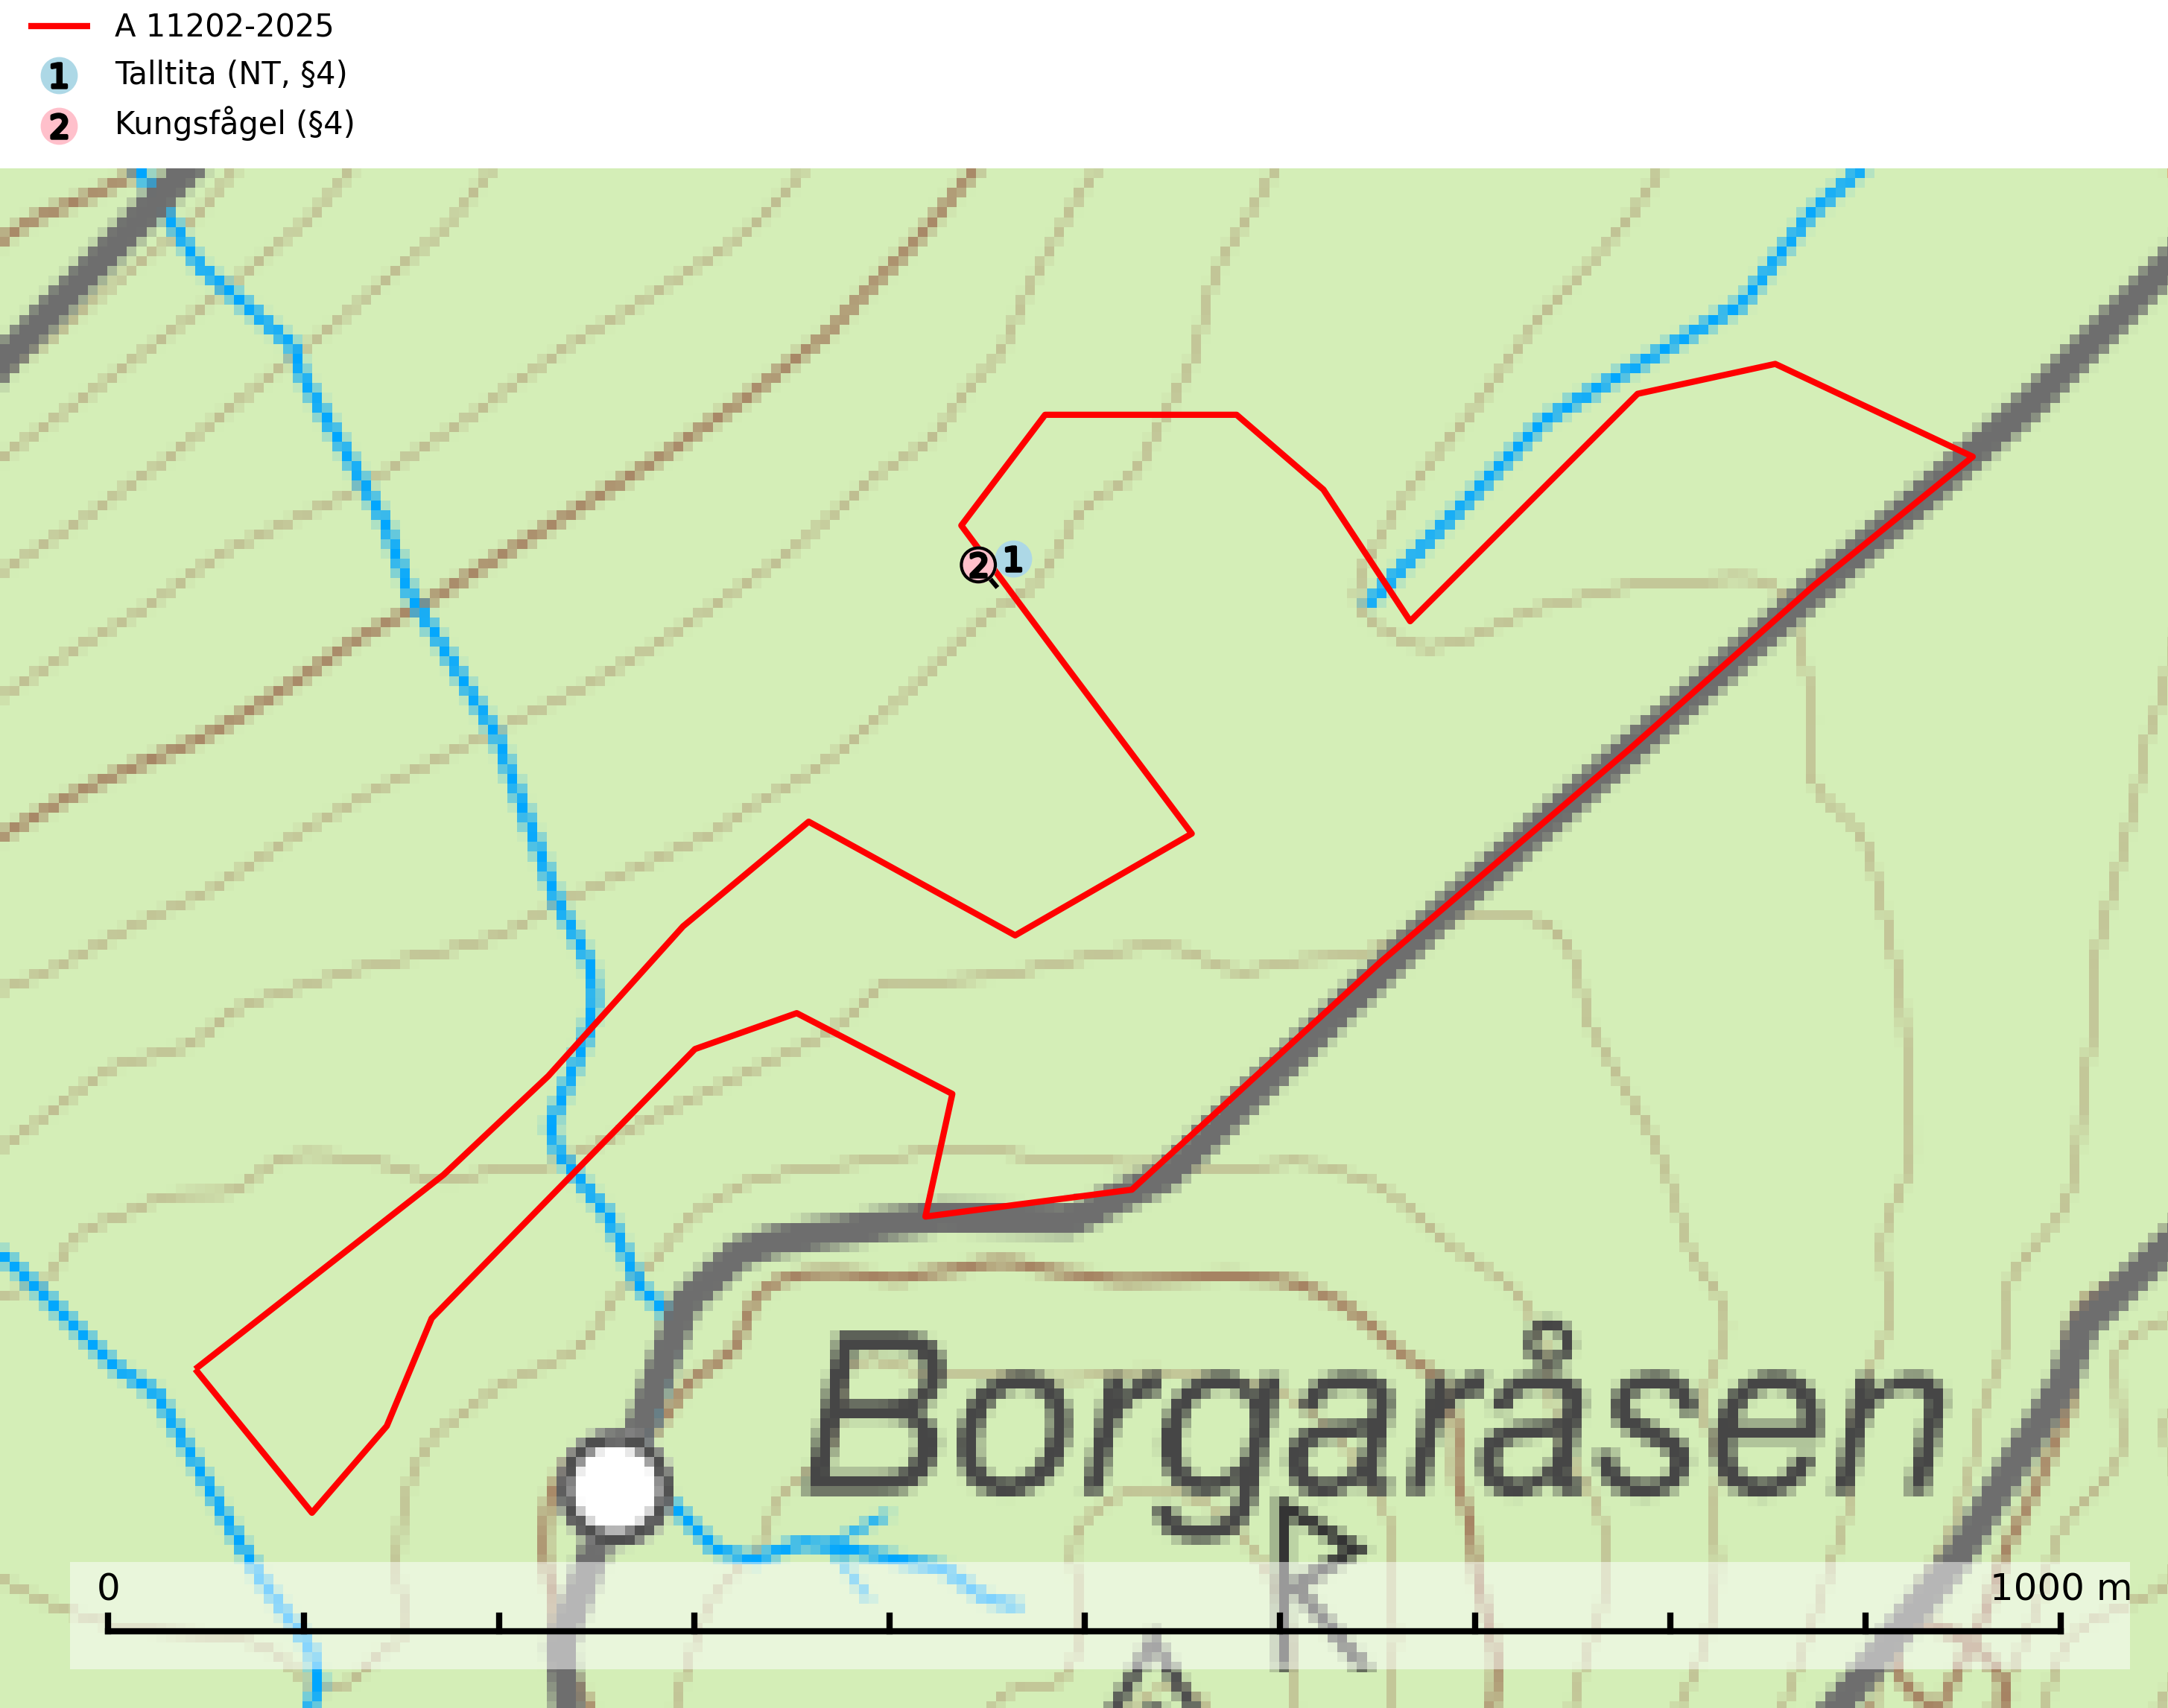 A 11202-2025
1 Talltita (NT, §4)
2 Kungsfågel (§4)
2 1
Borgaråsen
0 1000 m